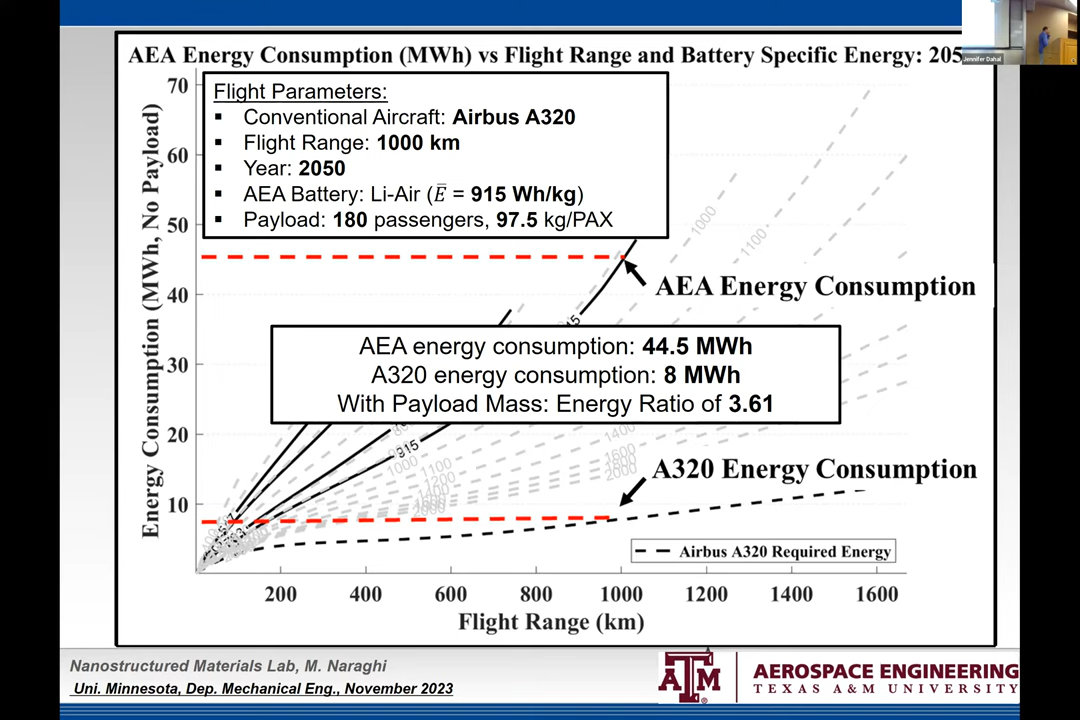 AEA Energy Consumption (MWh) vs Flight Range and Battery Specific Energy: 205
Jennifer Dahal
Flight Parameters:
▪ Conventional Aircraft: Airbus A320
▪ Flight Range: 1000 km
▪ Year: 2050
▪ AEA Battery: Li-Air (E̅ = 915 Wh/kg)
▪ Payload: 180 passengers, 97.5 kg/PAX
Energy Consumption (MWh, No Payload)
70
60
50
40
30
20
10
1000
1100
AEA Energy Consumption
AEA energy consumption: 44.5 MWh
A320 energy consumption: 8 MWh
With Payload Mass: Energy Ratio of 3.61
915
1000
1100
1200
1400
1600
2000
A320 Energy Consumption
Airbus A320 Required Energy
200 400 600 800 1000 1200 1400 1600
Flight Range (km)
Nanostructured Materials Lab, M. Naraghi
Uni. Minnesota, Dep. Mechanical Eng., November 2023
ATM
AEROSPACE ENGINEERING
TEXAS A&M UNIVERSITY